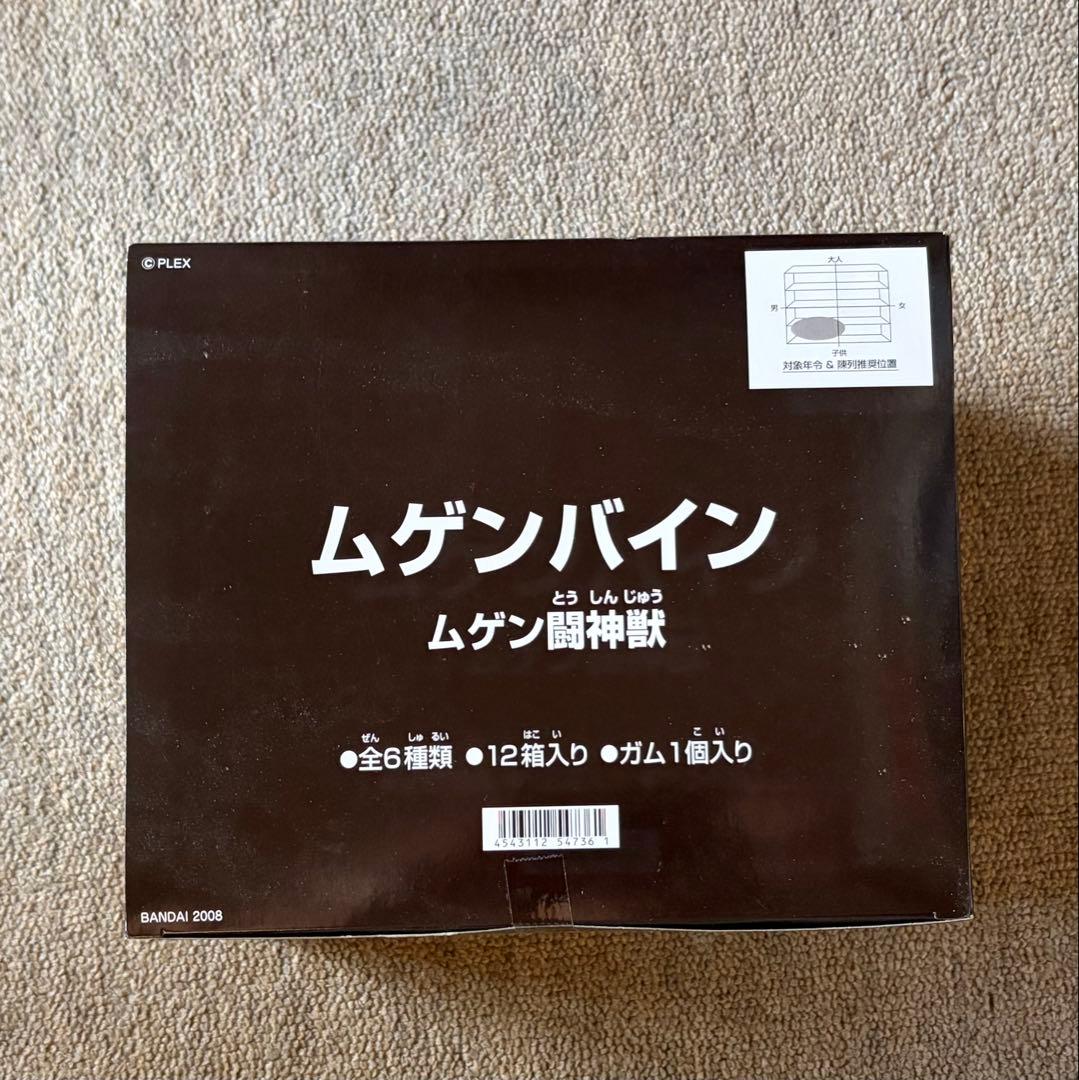 ©PLEX
大人
男
女
子供
対象年令 & 陳列推奨位置
ムゲンバイン
とう しん じゅう
ムゲン闘神獣
ぜん しゅ るい はこ い こ い
●全6種類 ●12箱入り ●ガム1個入り
4543112 54736 1
BANDAI 2008